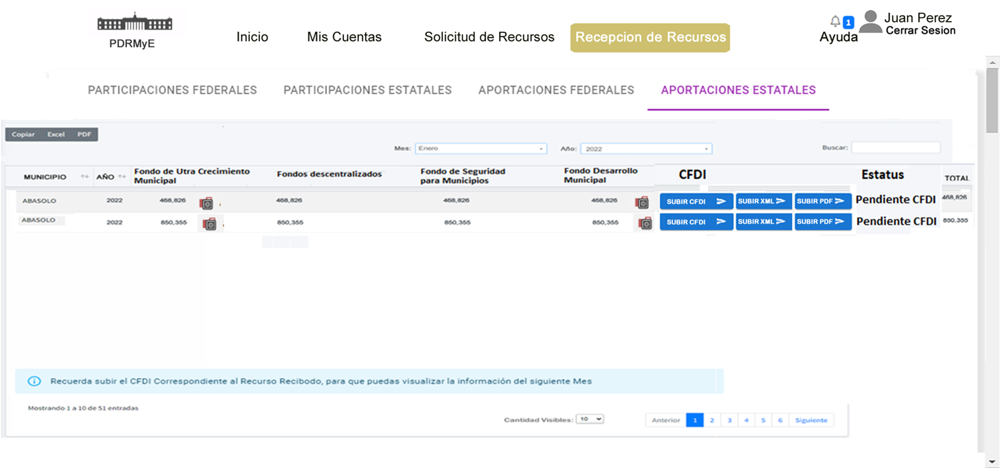 PDRMyE
Inicio
Mis Cuentas
Solicitud de Recursos
Recepcion de Recursos
1
Ayuda
Juan Perez
Cerrar Sesion
PARTICIPACIONES FEDERALES
PARTICIPACIONES ESTATALES
APORTACIONES FEDERALES
APORTACIONES ESTATALES
Copiar Excel PDF
Mes: Enero
Año: 2022
Buscar:
MUNICIPIO
AÑO
Fondo de Utra Crecimiento
Municipal
Fondos descentralizados
Fondo de Seguridad
para Municipios
Fondo Desarrollo
Municipal
CFDI
Estatus
TOTAL
ABASOLO 2022 468,826 468,826 468,826 468,826 SUBIR CFDI SUBIR XML SUBIR PDF Pendiente CFDI 468,826
ABASOLO 2022 850,355 850,355 850,355 850,355 SUBIR CFDI SUBIR XML SUBIR PDF Pendiente CFDI 850,355
Recuerda subir el CFDI Correspondiente al Recurso Recibodo, para que puedas visualizar la información del siguiente Mes
Mostrando 1 a 10 de 51 entradas
Cantidad Visibles: 10
Anterior 1 2 3 4 5 6 Siguiente